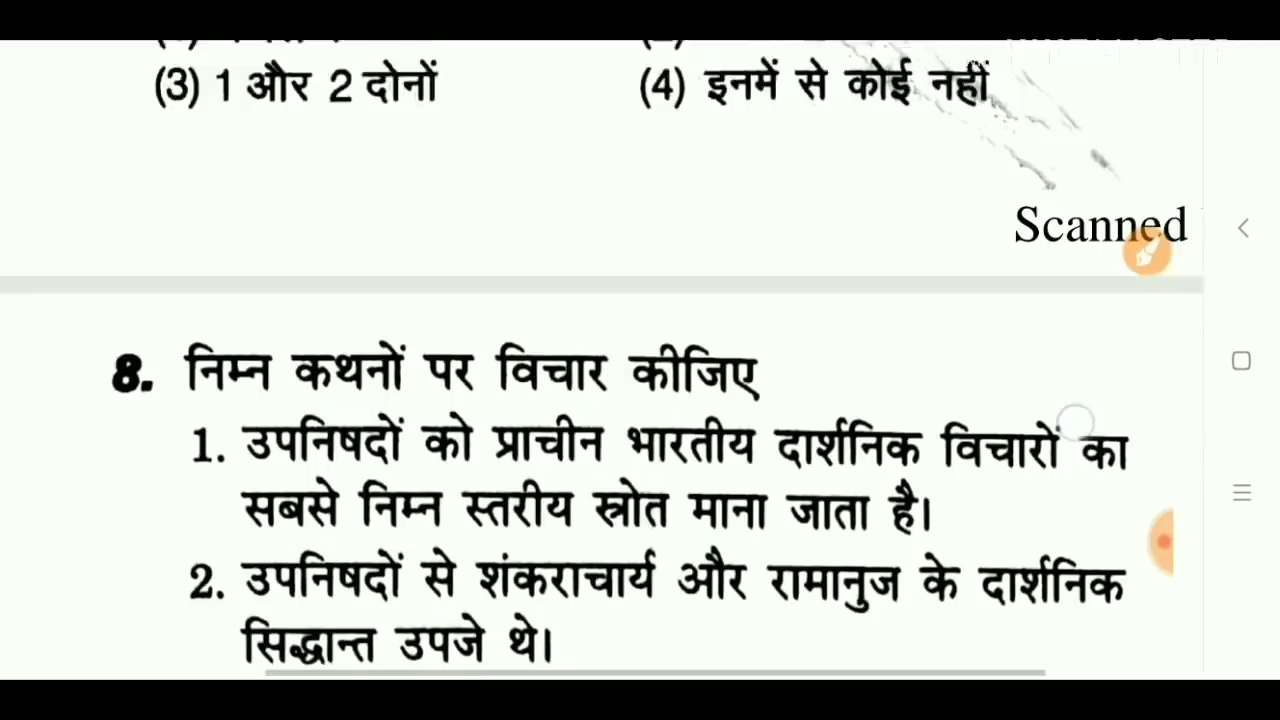 (3) 1 और 2 दोनों
(4) इनमें से कोई नहीं
Scanned
8. निम्न कथनों पर विचार कीजिए
1. उपनिषदों को प्राचीन भारतीय दार्शनिक विचारों का
सबसे निम्न स्तरीय स्त्रोत माना जाता है।
2. उपनिषदों से शंकराचार्य और रामानुज के दार्शनिक
सिद्धान्त उपजे थे।